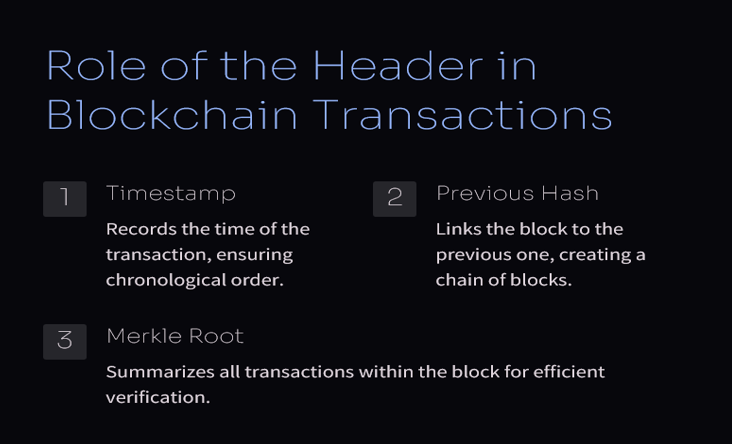 Role of the Header in
Blockchain Transactions
1 Timestamp
Records the time of the
transaction, ensuring
chronological order.
2 Previous Hash
Links the block to the
previous one, creating a
chain of blocks.
3 Merkle Root
Summarizes all transactions within the block for efficient
verification.